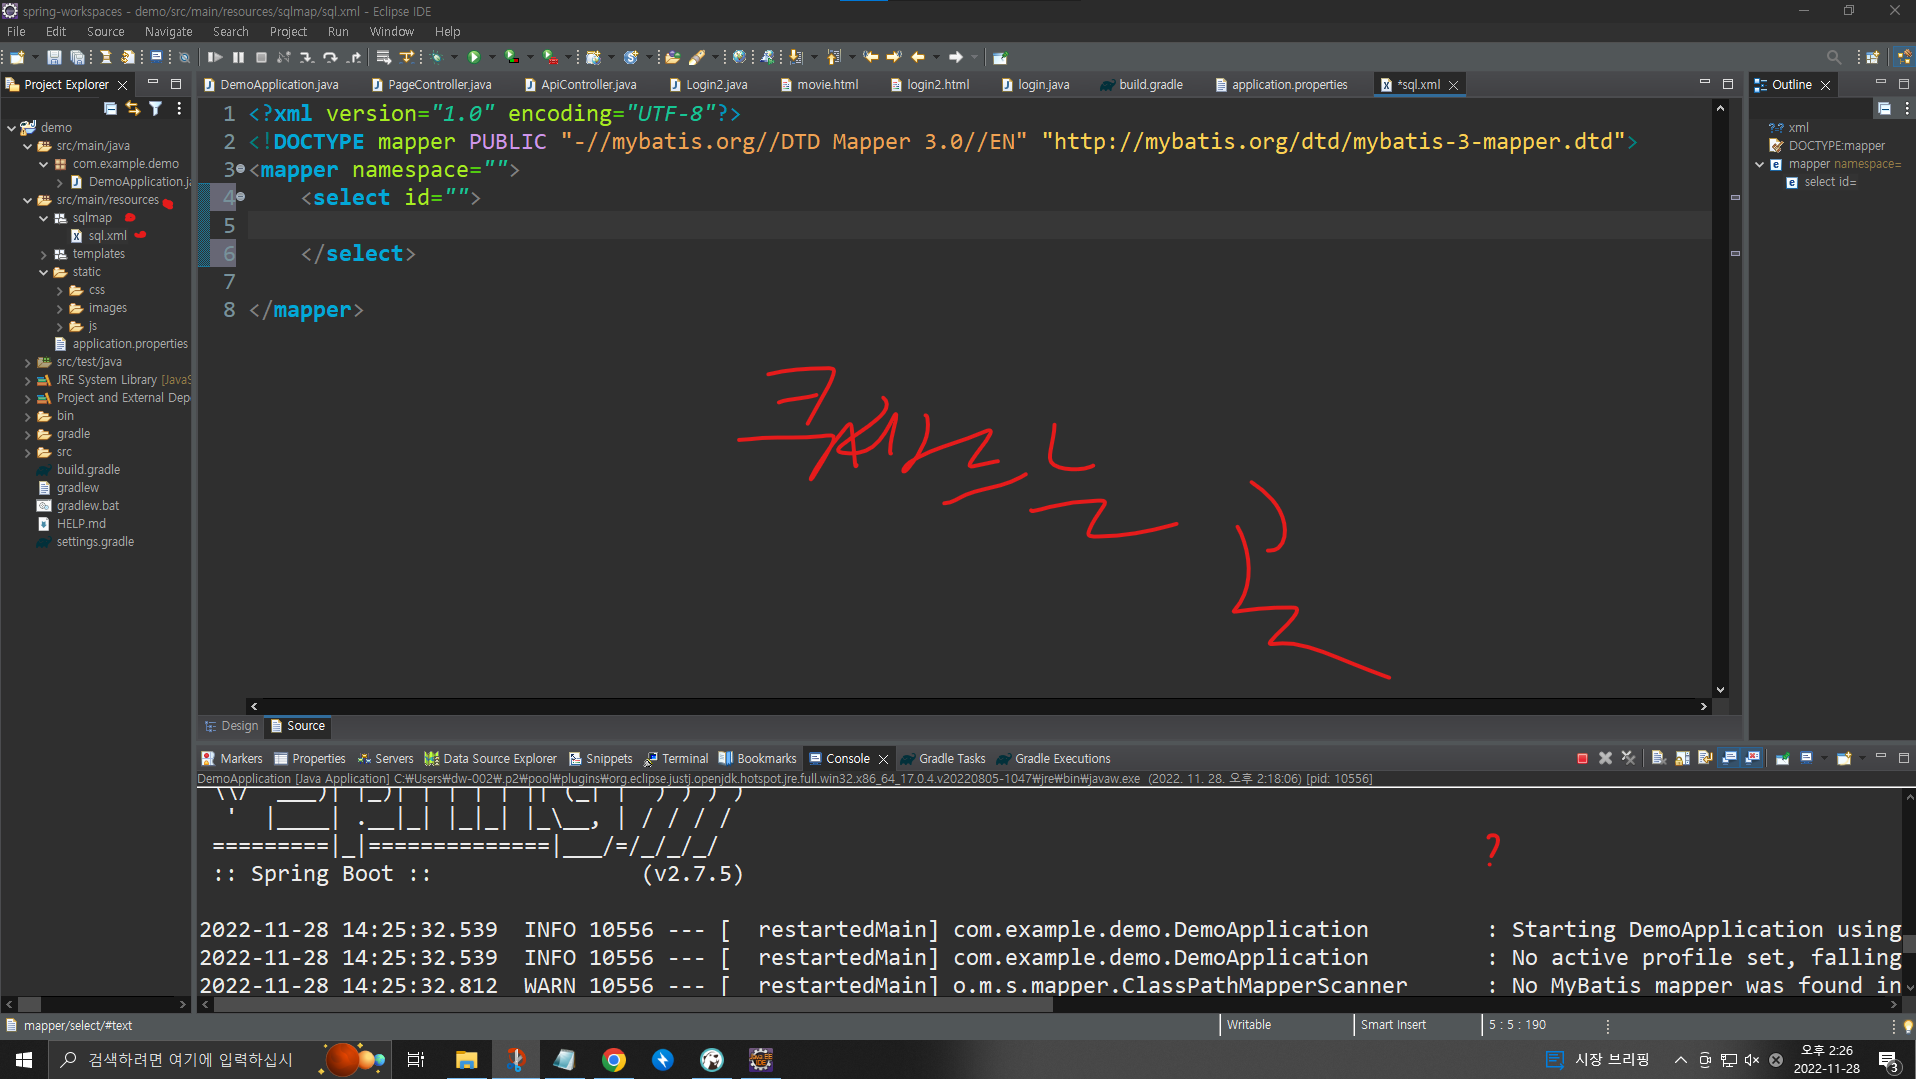 spring-workspaces - demo/src/main/resources/sqlmap/sql.xml - Eclipse IDE
File Edit Source Navigate Search Project Run Window Help
Project Explorer
DemoApplication.java PageController.java ApiController.java Login2.java movie.html login2.html login.java build.gradle application.properties *sql.xml
Outline
demo
src/main/java
com.example.demo
DemoApplication.ja
src/main/resources
sqlmap
sql.xml
templates
static
css
images
js
application.properties
src/test/java
JRE System Library [JavaS
Project and External Dep
bin
gradle
src
build.gradle
gradlew
gradlew.bat
HELP.md
settings.gradle
1 <?xml version="1.0" encoding="UTF-8"?>
2 <!DOCTYPE mapper PUBLIC "-//mybatis.org//DTD Mapper 3.0//EN" "http://mybatis.org/dtd/mybatis-3-mapper.dtd">
3 <mapper namespace="">
4 <select id="">
5
6 </select>
7
8 </mapper>
xml
DOCTYPE:mapper
mapper namespace=
select id=
Design Source
Markers Properties Servers Data Source Explorer Snippets Terminal Bookmarks Console Gradle Tasks Gradle Executions
DemoApplication [Java Application] C:₩Users₩dw-002₩.p2₩pool₩plugins₩org.eclipse.justj.openjdk.hotspot.jre.full.win32.x86_64_17.0.4.v20220805-1047₩jre₩bin₩javaw.exe (2022. 11. 28. 오후 2:18:06) [pid: 10556]
\\/  ___)| |_)| | | | | || (_| |  ) ) ) )
'  |____| .__|_| |_|_| |_\__, | / / / /
=========|_|==============|___/=/_/_/_/
?
:: Spring Boot :: (v2.7.5)
2022-11-28 14:25:32.539 INFO 10556 --- [ restartedMain] com.example.demo.DemoApplication : Starting DemoApplication using
2022-11-28 14:25:32.539 INFO 10556 --- [ restartedMain] com.example.demo.DemoApplication : No active profile set, falling
2022-11-28 14:25:32.812 WARN 10556 --- [ restartedMain] o.m.s.mapper.ClassPathMapperScanner : No MyBatis mapper was found in
mapper/select/#text
Writable Smart Insert 5 : 5 : 190
검색하려면 여기에 입력하십시
시장 브리핑
오후 2:26
2022-11-28
3